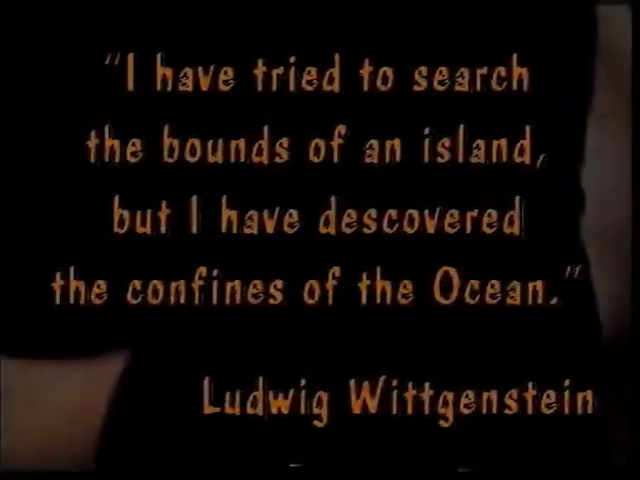 "I have tried to search
the bounds of an island,
but I have descovered
the confines of the Ocean."
Ludwig Wittgenstein